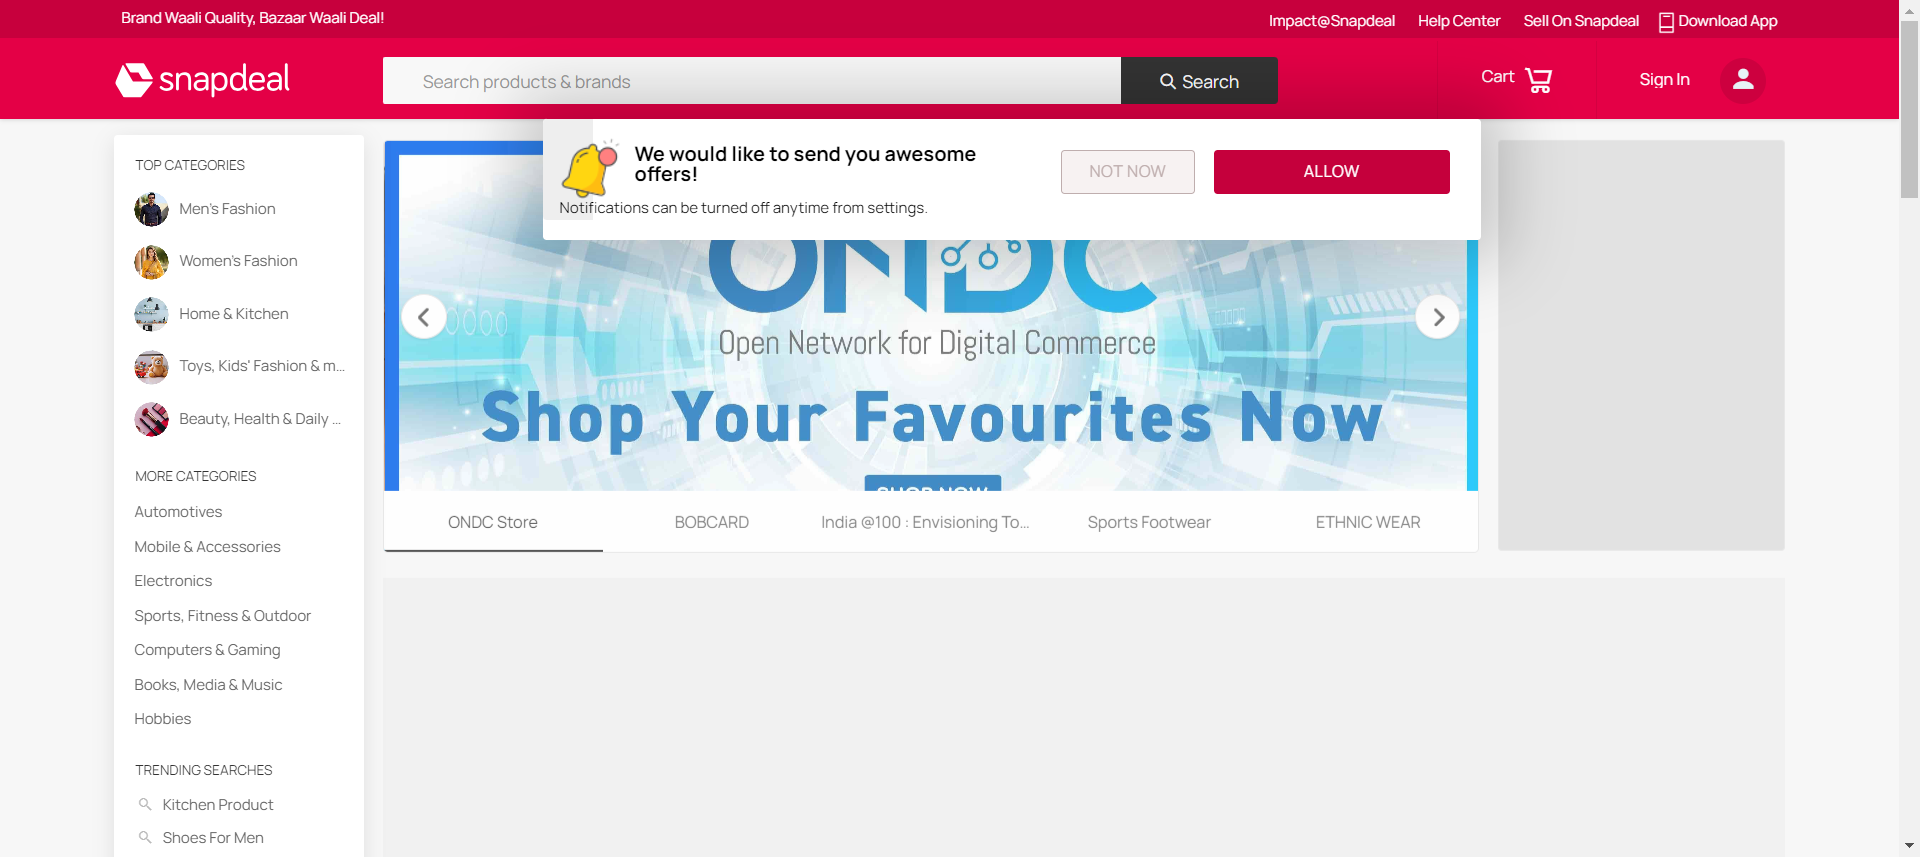 Brand Waali Quality, Bazaar Waali Deal!
Impact@Snapdeal
Help Center
Sell On Snapdeal
Download App
snapdeal
Search products & brands
Search
Cart
Sign In
We would like to send you awesome
offers!
Notifications can be turned off anytime from settings.
NOT NOW
ALLOW
TOP CATEGORIES
Men's Fashion
Women's Fashion
Home & Kitchen
Toys, Kids' Fashion & m...
Beauty, Health & Daily ...
MORE CATEGORIES
Automotives
Mobile & Accessories
Electronics
Sports, Fitness & Outdoor
Computers & Gaming
Books, Media & Music
Hobbies
TRENDING SEARCHES
Kitchen Product
Shoes For Men
ONDC
Open Network for Digital Commerce
Shop Your Favourites Now
SHOP NOW
ONDC Store
BOBCARD
India @100 : Envisioning To...
Sports Footwear
ETHNIC WEAR